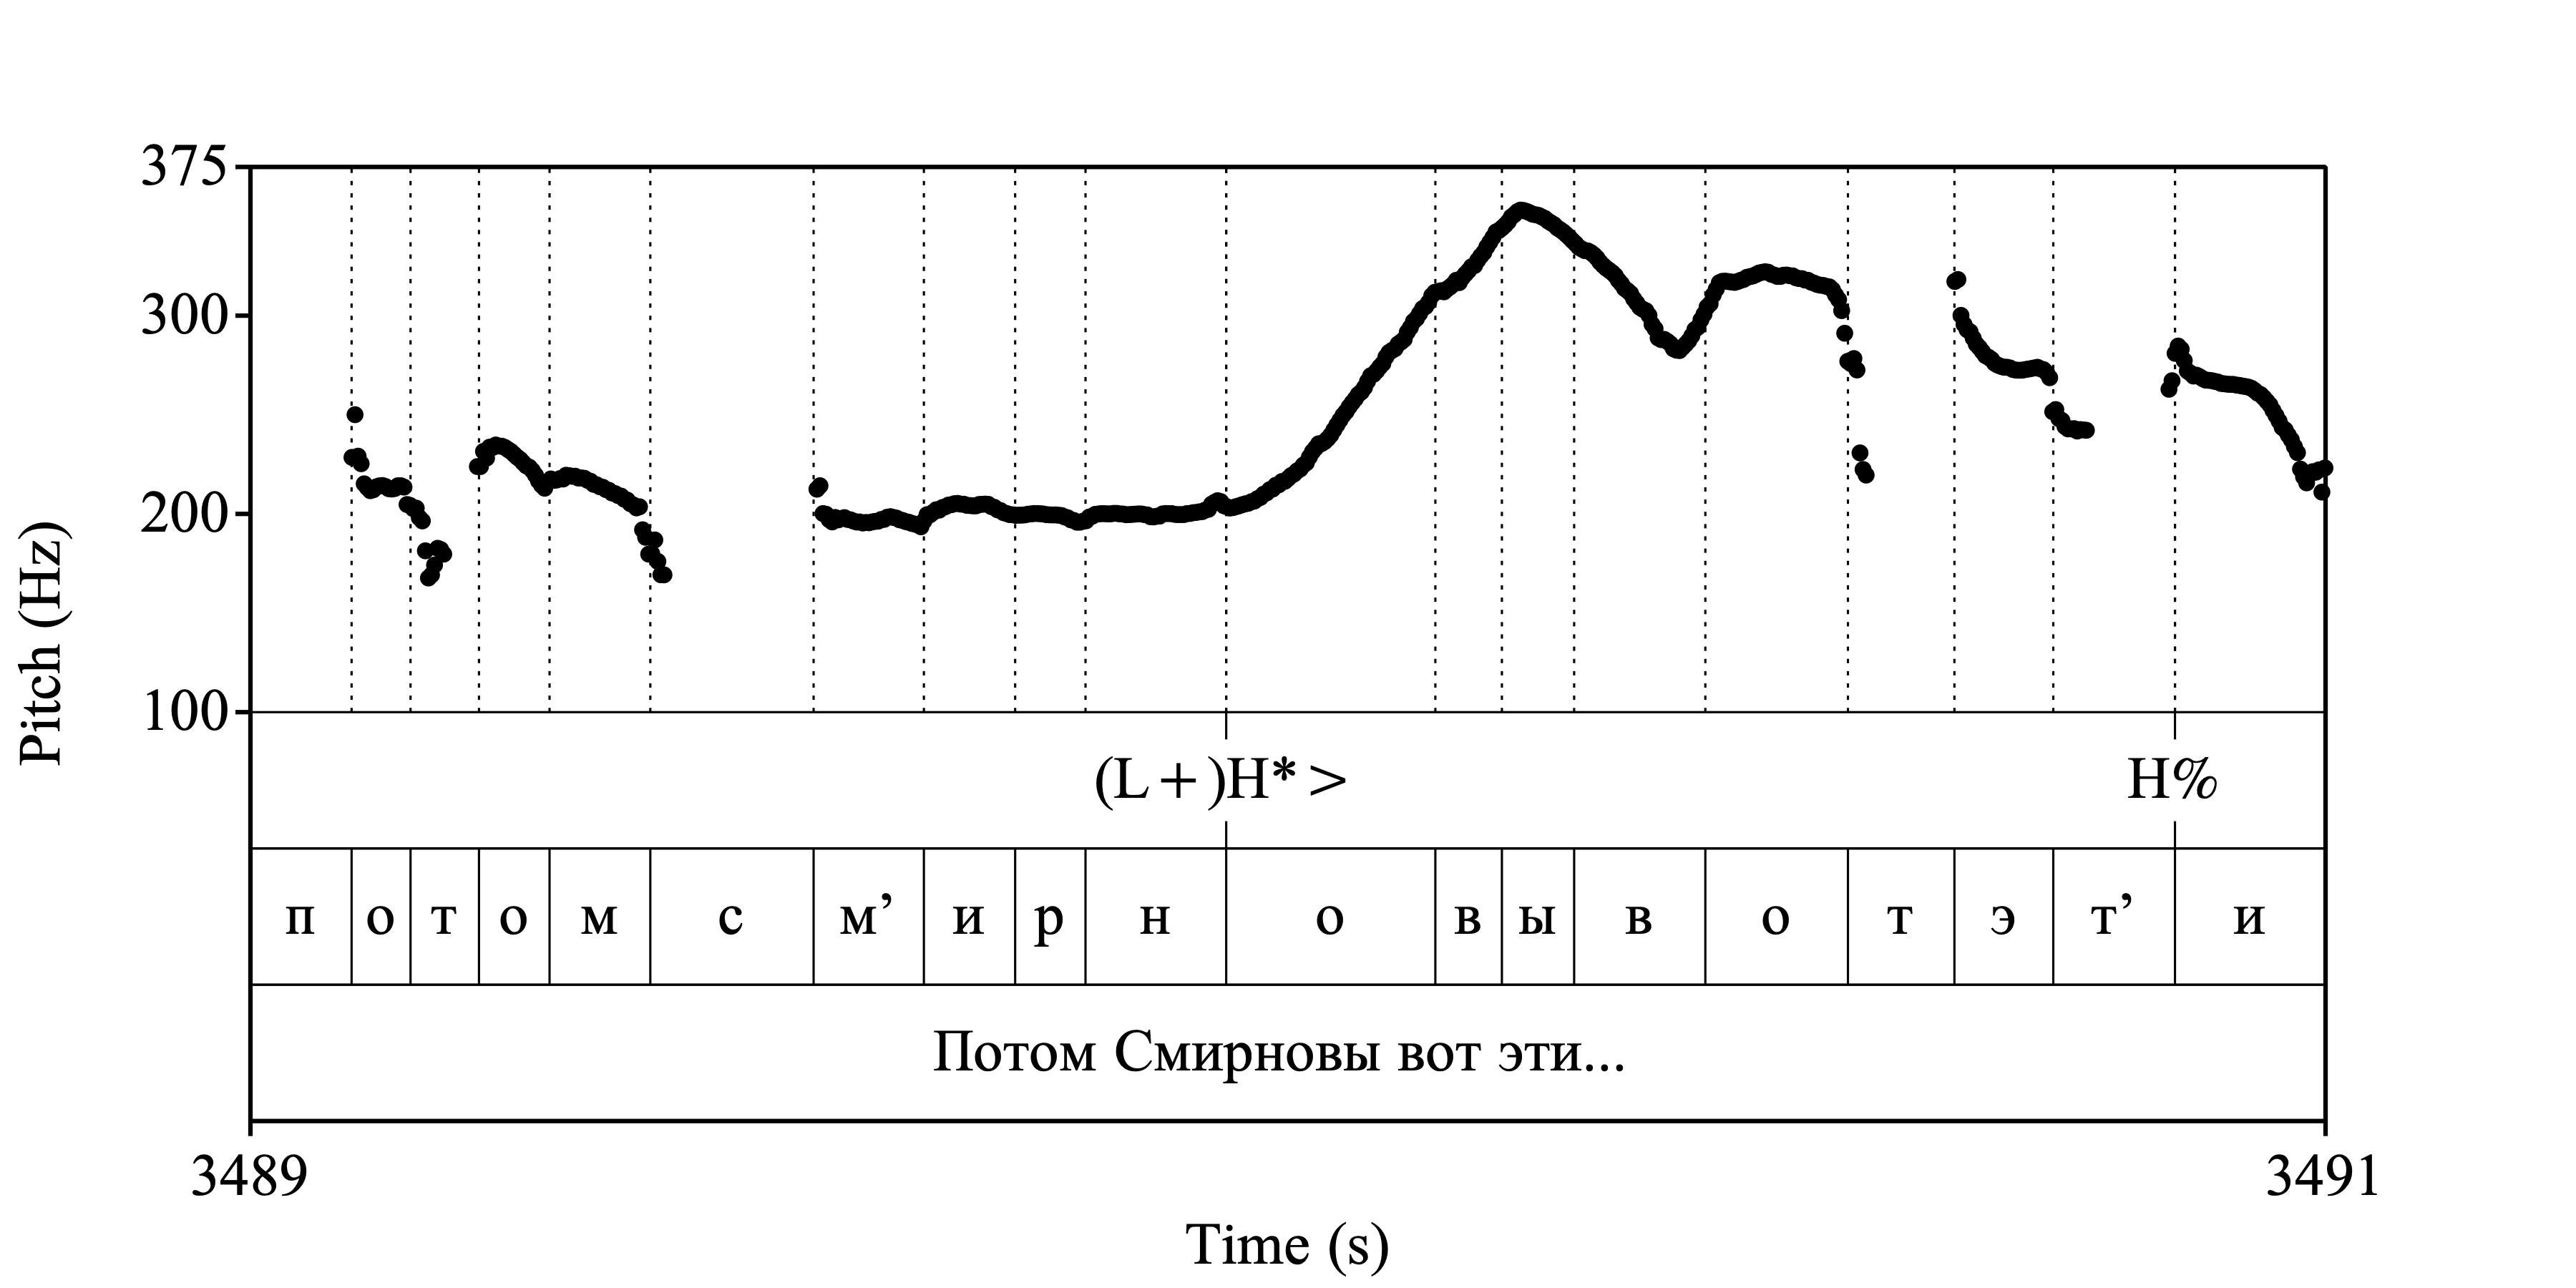 375
300
200
100
Pitch (Hz)
(L+)H*> H%
п о т о м с м’ и р н о в ы в о т э т’ и
Потом Смирновы вот эти...
3489 3491
Time (s)